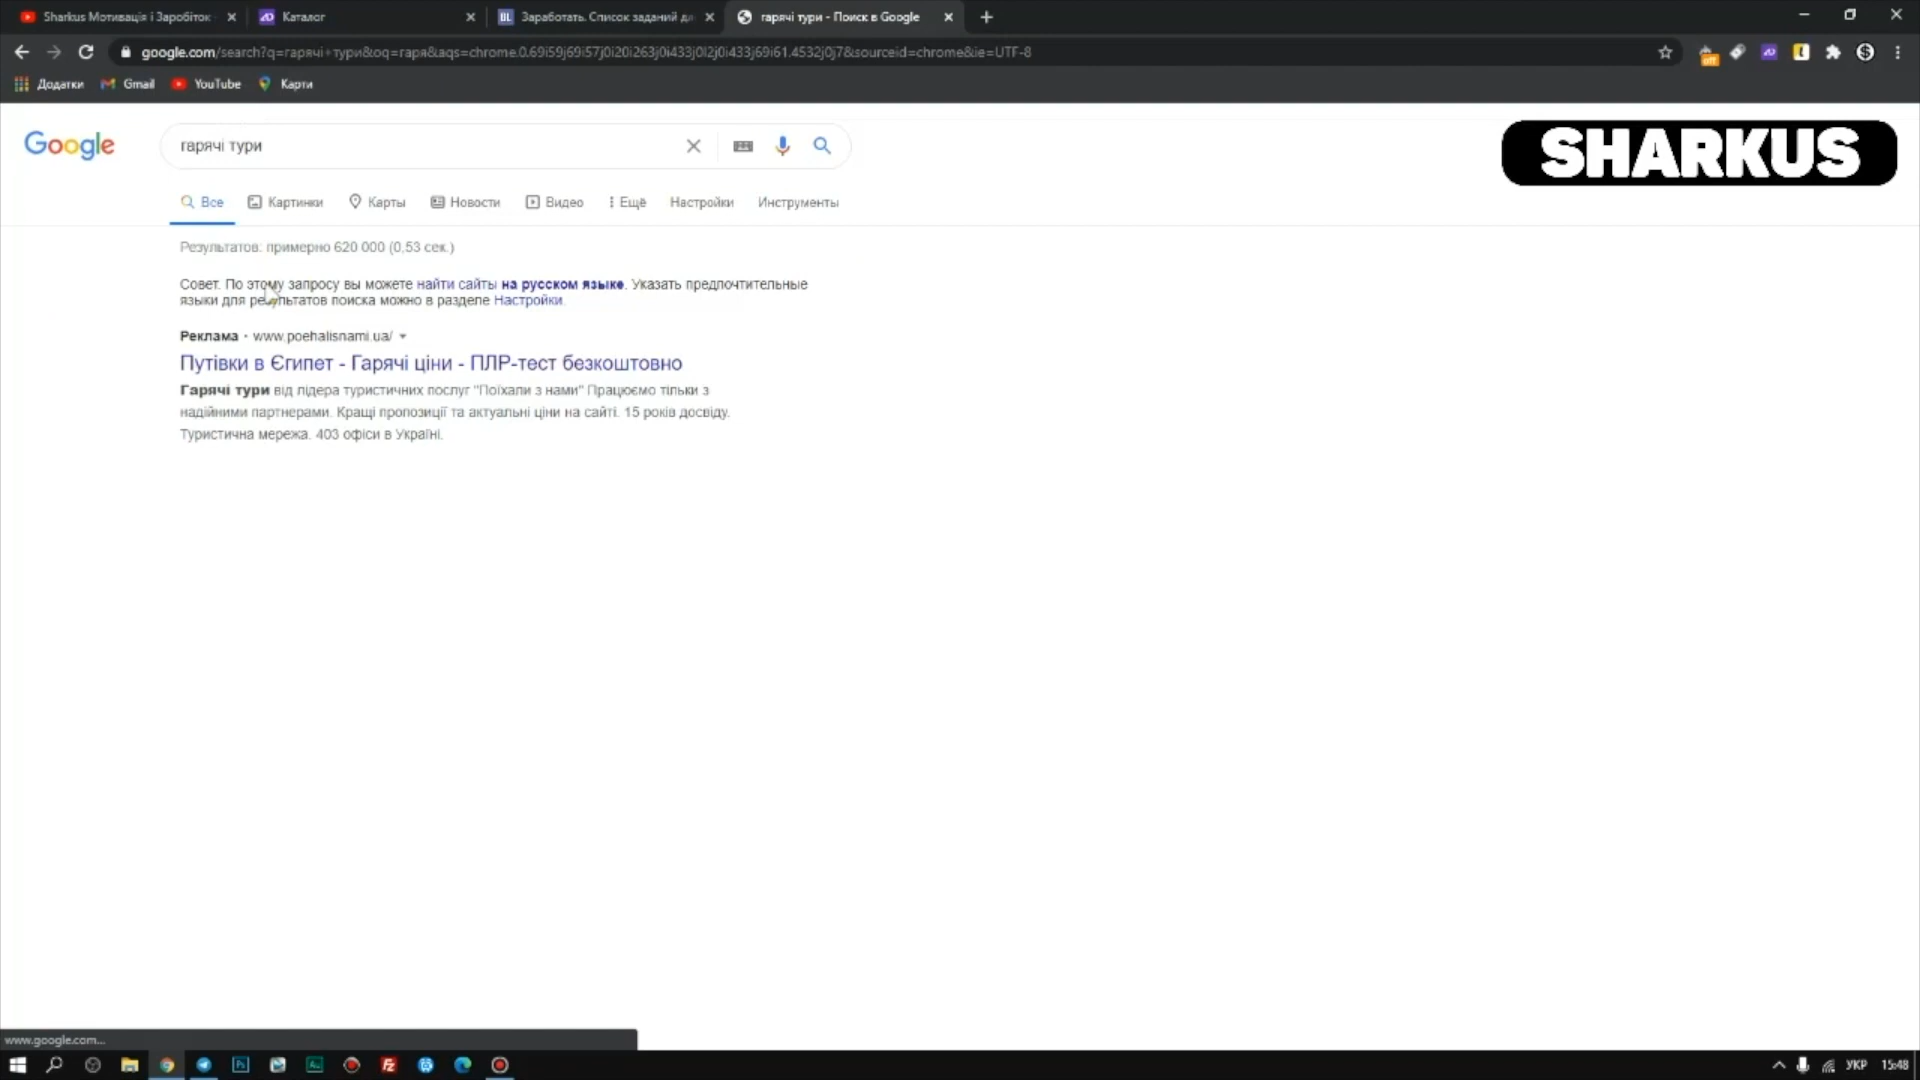 Sharkus Мотивація і Заробіток
Каталог
Заработать. Список заданий дл
гарячі тури - Поиск в Google
google.com/search?q=гарячі+тури&oq=гаря&aqs=chrome.0.69i59j69i57j0i20i263j0i433j0l2j0i433j69i61.4532j0j7&sourceid=chrome&ie=UTF-8
off
Додатки
Gmail
YouTube
Карти
Google
гарячі тури
SHARKUS
Все
Картинки
Карты
Новости
Видео
Ещё
Настройки
Инструменты
Результатов: примерно 620 000 (0,53 сек.)
Совет. По этому запросу вы можете найти сайты на русском языке. Указать предпочтительные
языки для результатов поиска можно в разделе Настройки.
Реклама · www.poehalisnami.ua/
Путівки в Єгипет - Гарячі ціни - ПЛР-тест безкоштовно
Гарячі тури від лідера туристичних послуг "Поїхали з нами" Працюємо тільки з
надійними партнерами. Кращі пропозиції та актуальні ціни на сайті. 15 років досвіду.
Туристична мережа. 403 офіси в Україні.
www.google.com...
УКР
15:48